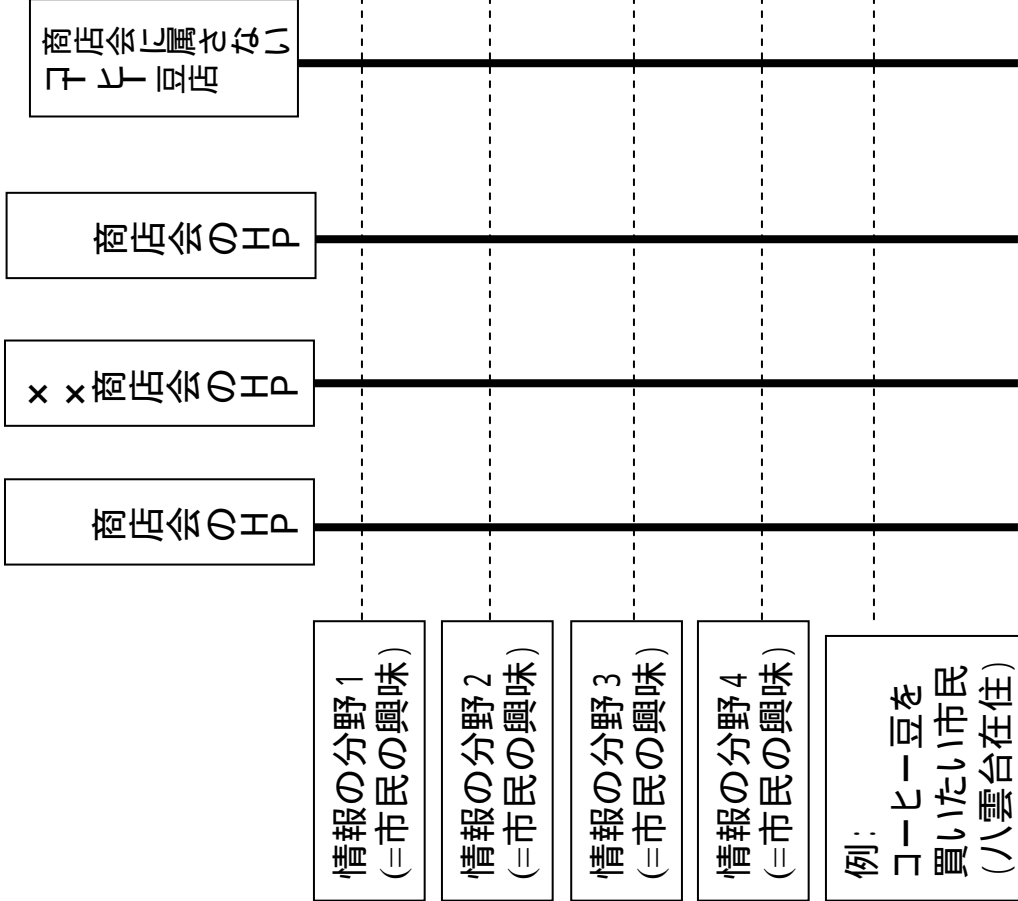 商店会に属さない
コーヒー豆店
商店会のHP
××商店会のHP
商店会のHP
情報の分野1
(=市民の興味)
情報の分野2
(=市民の興味)
情報の分野3
(=市民の興味)
情報の分野4
(=市民の興味)
例:
コーヒー豆を
買いたい市民
(八雲台在住)